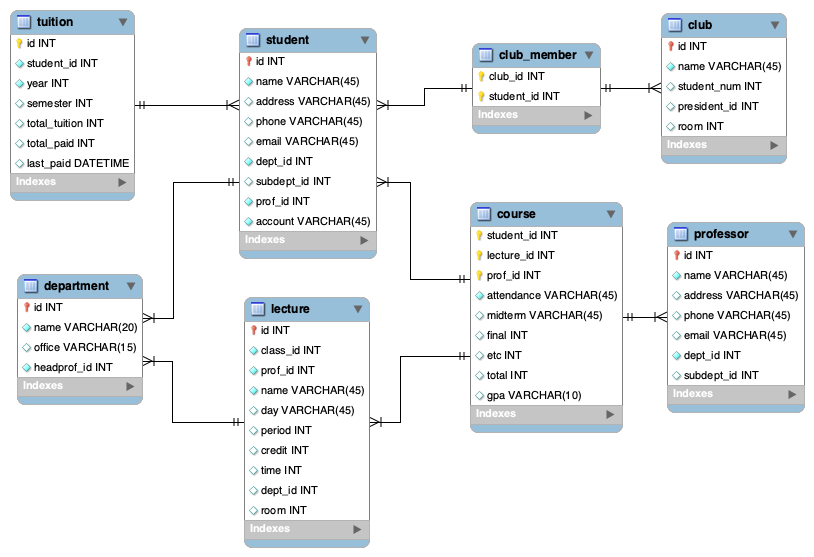 tuition
id INT
student_id INT
year INT
semester INT
total_tuition INT
total_paid INT
last_paid DATETIME
Indexes
student
id INT
name VARCHAR(45)
address VARCHAR(45)
phone VARCHAR(45)
email VARCHAR(45)
dept_id INT
subdept_id INT
prof_id INT
account VARCHAR(45)
Indexes
club_member
club_id INT
student_id INT
Indexes
club
id INT
name VARCHAR(45)
student_num INT
president_id INT
room INT
Indexes
department
id INT
name VARCHAR(20)
office VARCHAR(15)
headprof_id INT
Indexes
lecture
id INT
class_id INT
prof_id INT
name VARCHAR(45)
day VARCHAR(45)
period INT
credit INT
time INT
dept_id INT
room INT
Indexes
course
student_id INT
lecture_id INT
prof_id INT
attendance VARCHAR(45)
midterm VARCHAR(45)
final INT
etc INT
total INT
gpa VARCHAR(10)
Indexes
professor
id INT
name VARCHAR(45)
address VARCHAR(45)
phone VARCHAR(45)
email VARCHAR(45)
dept_id INT
subdept_id INT
Indexes